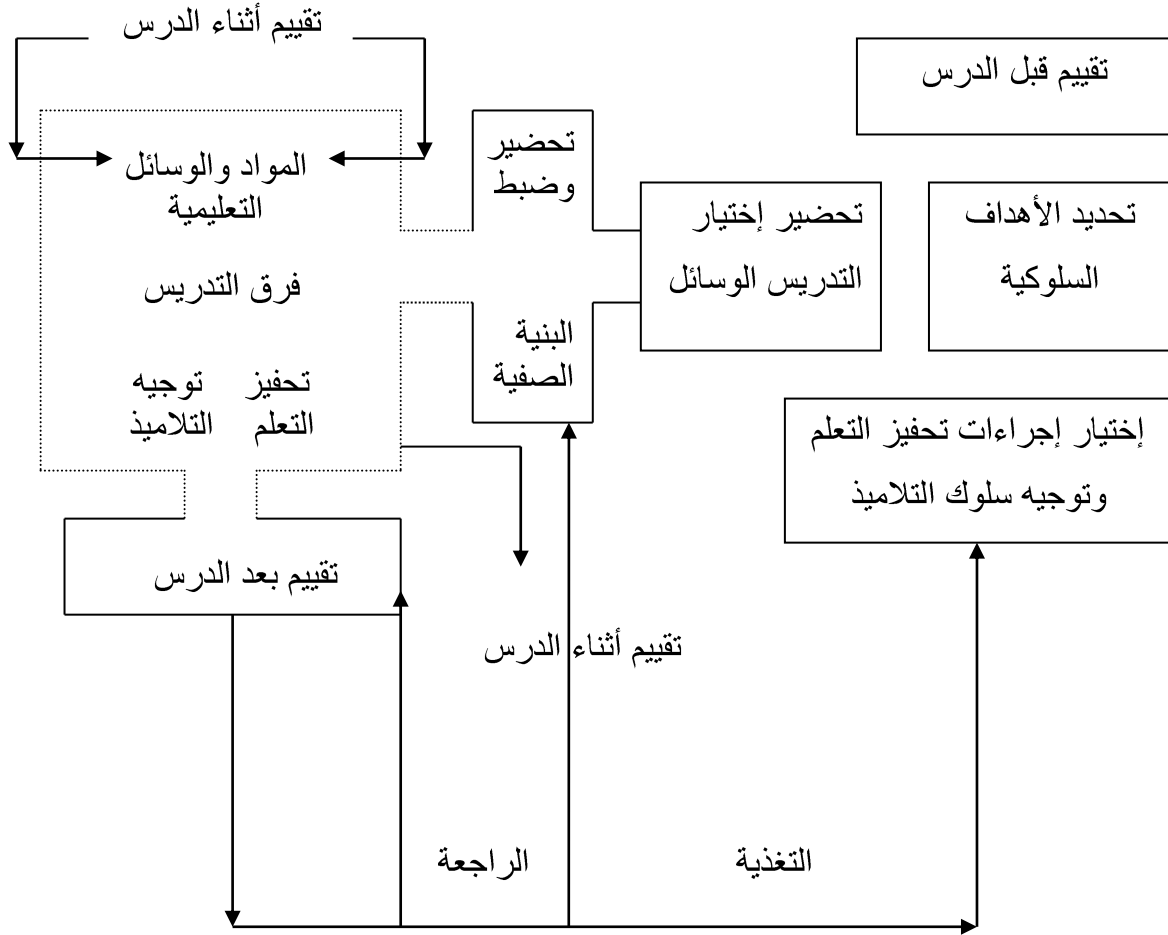 تقييم أثناء الدرس
تقييم قبل الدرس
تحديد الأهداف
السلوكية
تحضير إختيار
التدريس الوسائل
إختيار إجراءات تحفيز التعلم
وتوجيه سلوك التلاميذ
تحضير
وضبط
البنية
الصفية
المواد والوسائل
التعليمية
فرق التدريس
تحفيز توجيه
التعلم التلاميذ
تقييم بعد الدرس
تقييم أثناء الدرس
التغذية الراجعة